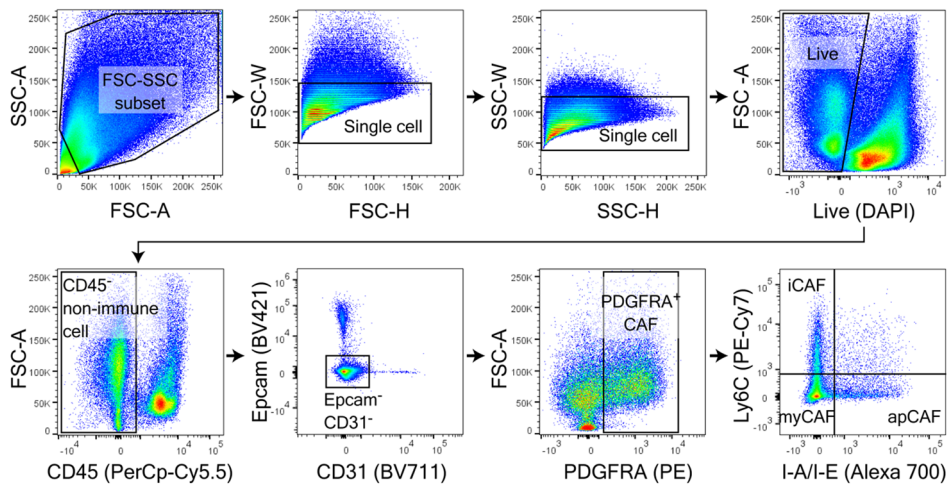 250K
200K
150K
100K
50K
0
SSC-A
FSC-SSC
subset
0 50K 100K 150K 200K 250K
FSC-A
250K
200K
150K
100K
50K
0
FSC-W
Single cell
0 50K 100K 150K 200K
FSC-H
250K
200K
150K
100K
50K
0
SSC-W
Single cell
0 50K 100K 150K 200K 250K
SSC-H
250K
200K
150K
100K
50K
0
FSC-A
Live
-10³ 0 10³ 10⁴
Live (DAPI)
250K
200K
150K
100K
50K
0
FSC-A
CD45⁻
non-immune
cell
-10³ 0 10³ 10⁴ 10⁵
CD45 (PerCp-Cy5.5)
10⁶
10⁵
10⁴
0
-10⁴
Epcam (BV421)
Epcam⁻
CD31⁻
-10³ 0 10³ 10⁴ 10⁵
CD31 (BV711)
250K
200K
150K
100K
50K
0
FSC-A
PDGFRA⁺
CAF
-10³ 0 10³ 10⁴
PDGFRA (PE)
10⁵
10⁴
10³
0
-10³
Ly6C (PE-Cy7)
iCAF
myCAF
apCAF
-10³ 0 10³ 10⁴ 10⁵
I-A/I-E (Alexa 700)